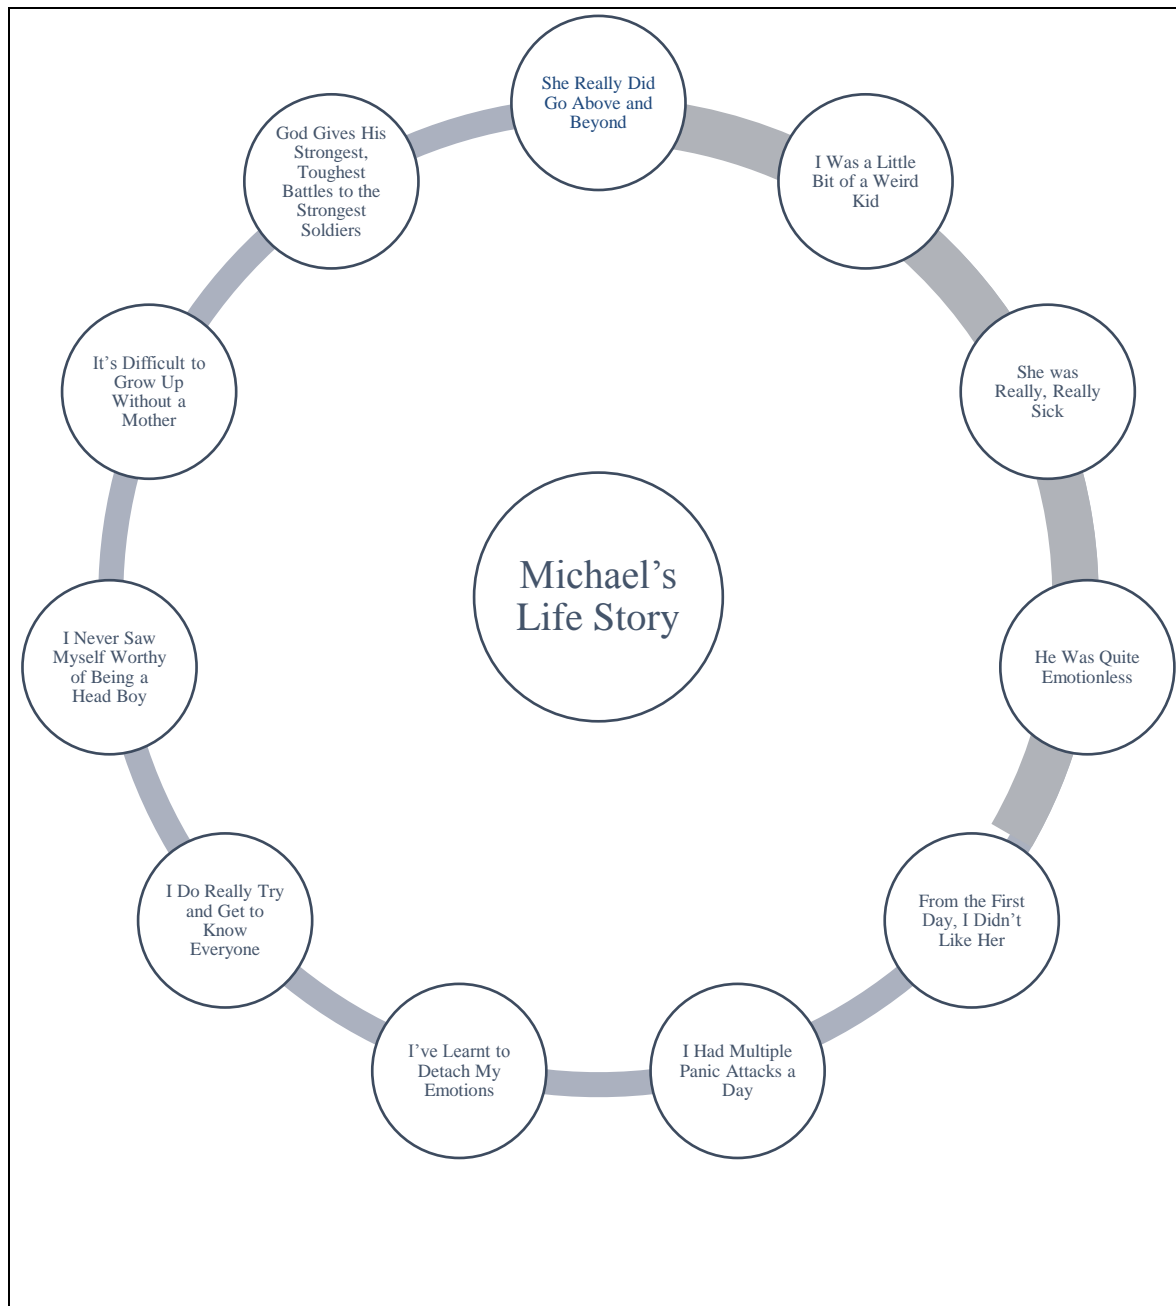 She Really Did
Go Above and
Beyond
I Was a Little
Bit of a Weird
Kid
She was
Really, Really
Sick
He Was Quite
Emotionless
From the First
Day, I Didn’t
Like Her
I Had Multiple
Panic Attacks a
Day
I’ve Learnt to
Detach My
Emotions
I Do Really Try
and Get to
Know
Everyone
I Never Saw
Myself Worthy
of Being a
Head Boy
It’s Difficult to
Grow Up
Without a
Mother
God Gives His
Strongest,
Toughest
Battles to the
Strongest
Soldiers
Michael’s
Life Story